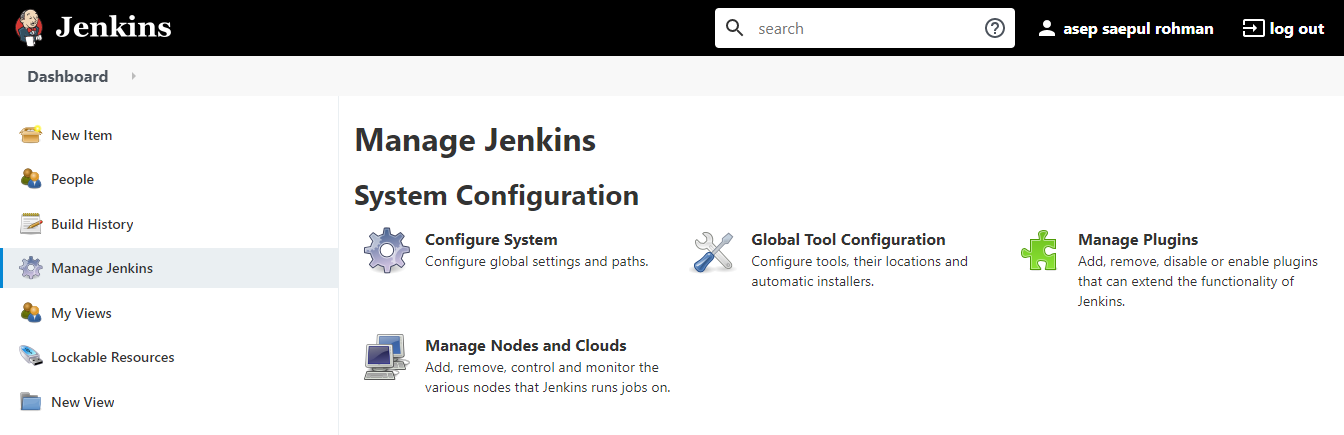 Jenkins
search
asep saepul rohman
log out
Dashboard
New Item
People
Build History
Manage Jenkins
My Views
Lockable Resources
New View
Manage Jenkins
System Configuration
Configure System
Configure global settings and paths.
Global Tool Configuration
Configure tools, their locations and
automatic installers.
Manage Plugins
Add, remove, disable or enable plugins
that can extend the functionality of
Jenkins.
Manage Nodes and Clouds
Add, remove, control and monitor the
various nodes that Jenkins runs jobs on.